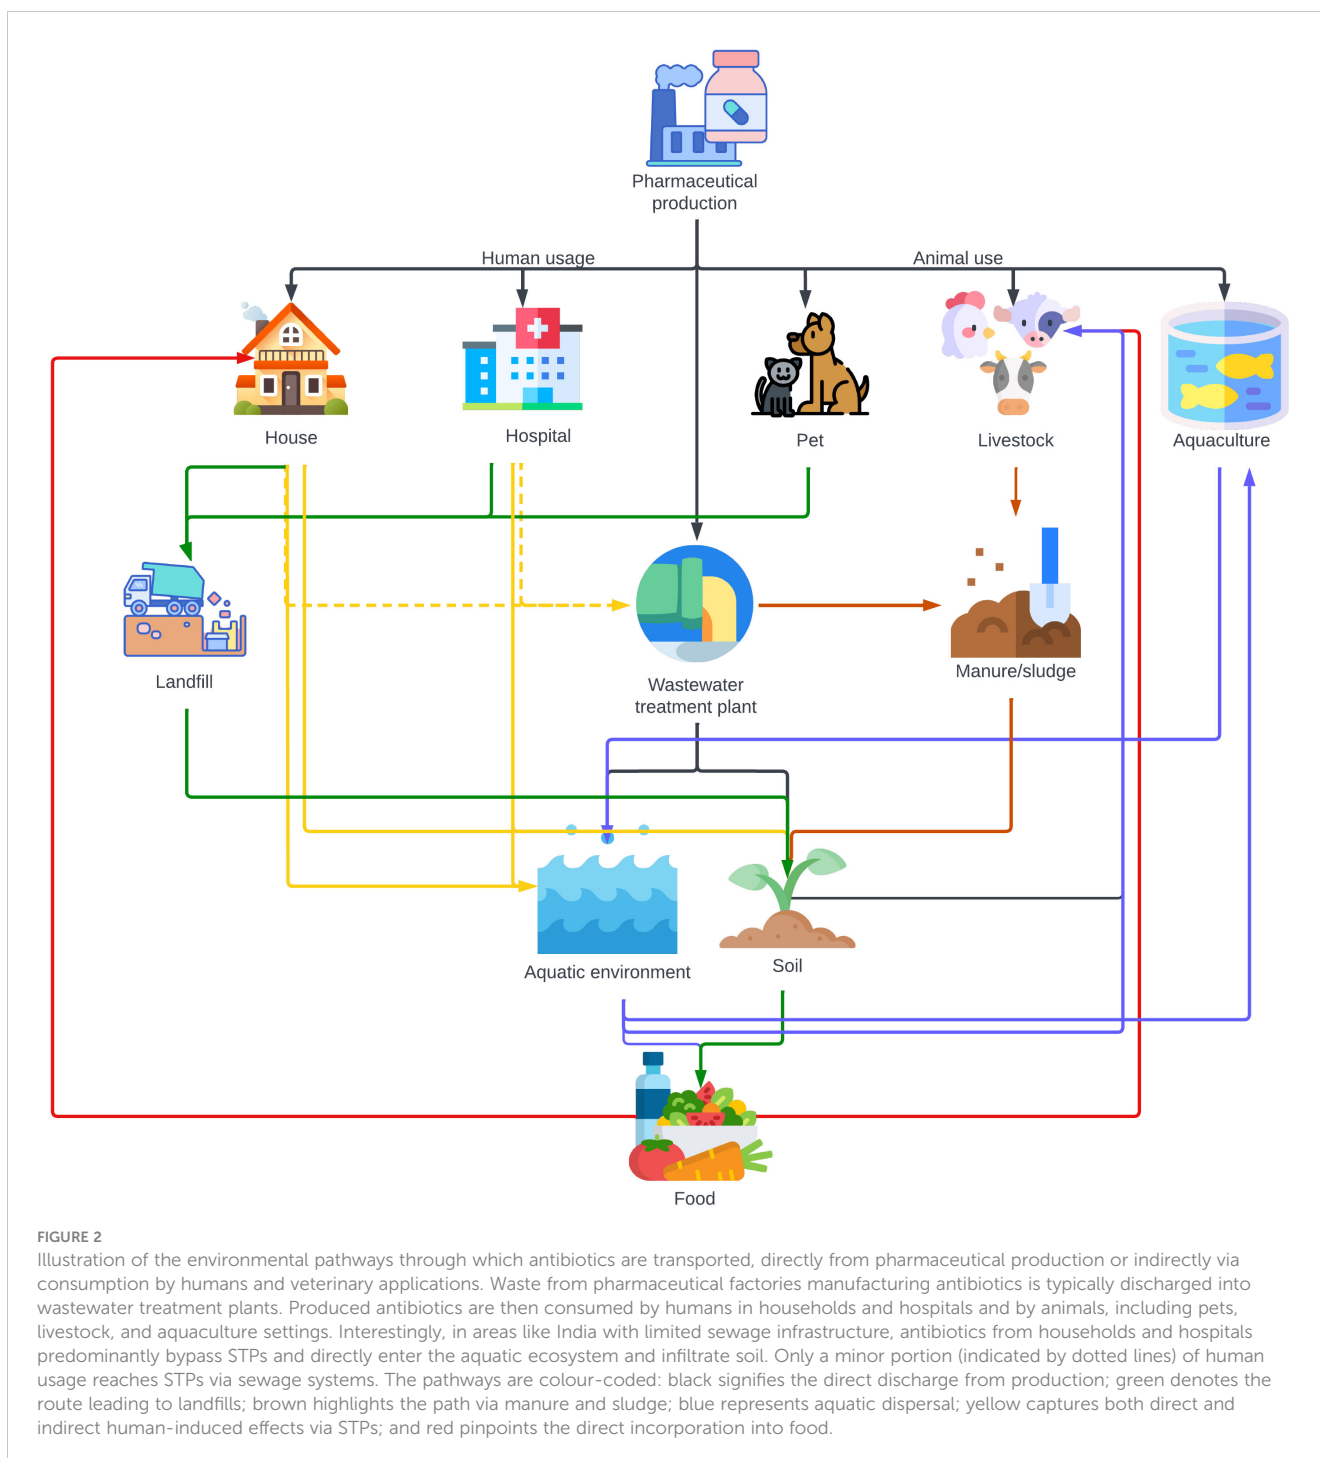 Pharmaceutical
production
Human usage
Animal use
House
Hospital
Pet
Livestock
Aquaculture
Landfill
Wastewater
treatment plant
Manure/sludge
Aquatic environment
Soil
Food
FIGURE 2
Illustration of the environmental pathways through which antibiotics are transported, directly from pharmaceutical production or indirectly via
consumption by humans and veterinary applications. Waste from pharmaceutical factories manufacturing antibiotics is typically discharged into
wastewater treatment plants. Produced antibiotics are then consumed by humans in households and hospitals and by animals, including pets,
livestock, and aquaculture settings. Interestingly, in areas like India with limited sewage infrastructure, antibiotics from households and hospitals
predominantly bypass STPs and directly enter the aquatic ecosystem and infiltrate soil. Only a minor portion (indicated by dotted lines) of human
usage reaches STPs via sewage systems. The pathways are colour-coded: black signifies the direct discharge from production; green denotes the
route leading to landfills; brown highlights the path via manure and sludge; blue represents aquatic dispersal; yellow captures both direct and
indirect human-induced effects via STPs; and red pinpoints the direct incorporation into food.